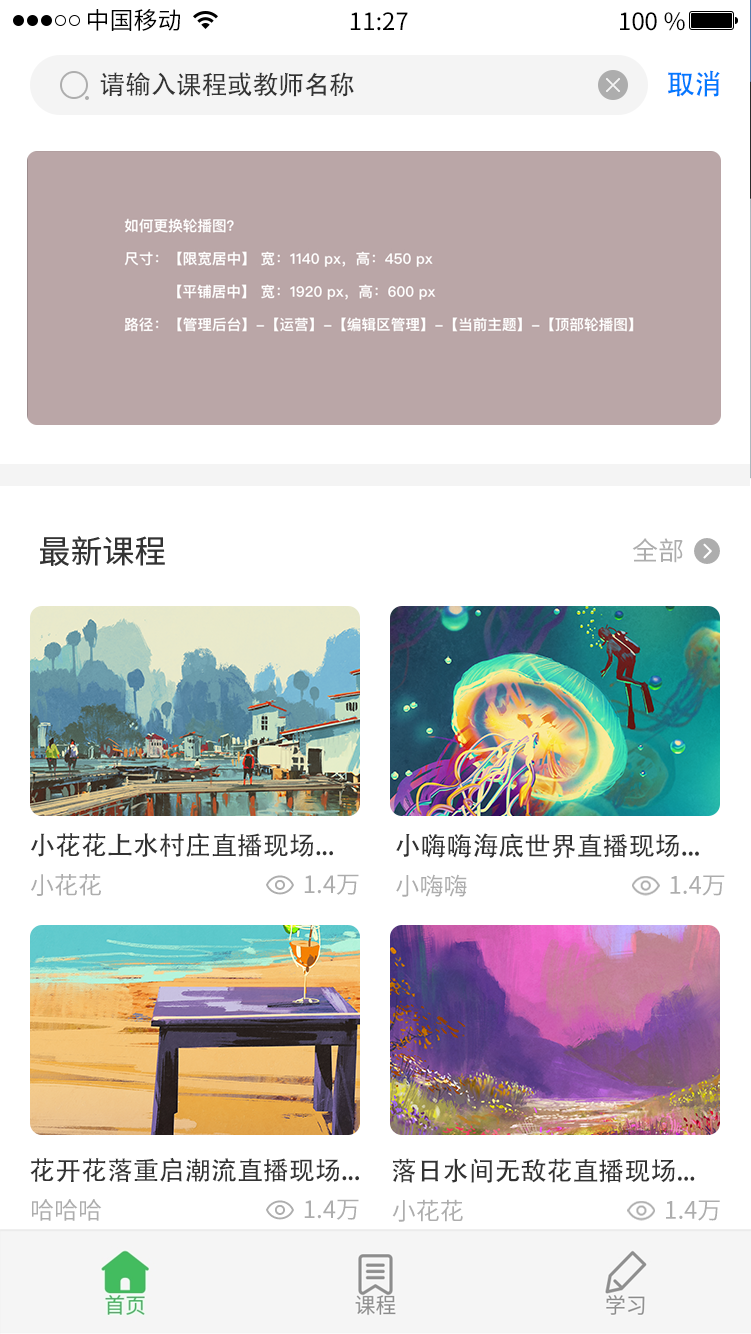 中国移动 11:27 100 %
请输入课程或教师名称 取消
如何更换轮播图?
尺寸：【限宽居中】 宽：1140 px，高：450 px
【平铺居中】 宽：1920 px，高：600 px
路径：【管理后台】-【运营】-【编辑区管理】-【当前主题】-【顶部轮播图】
最新课程 全部
小花花上水村庄直播现场...
小花花 1.4万
小嗨嗨海底世界直播现场...
小嗨嗨 1.4万
花开花落重启潮流直播现场...
哈哈哈 1.4万
落日水间无敌花直播现场...
小花花 1.4万
首页 课程 学习